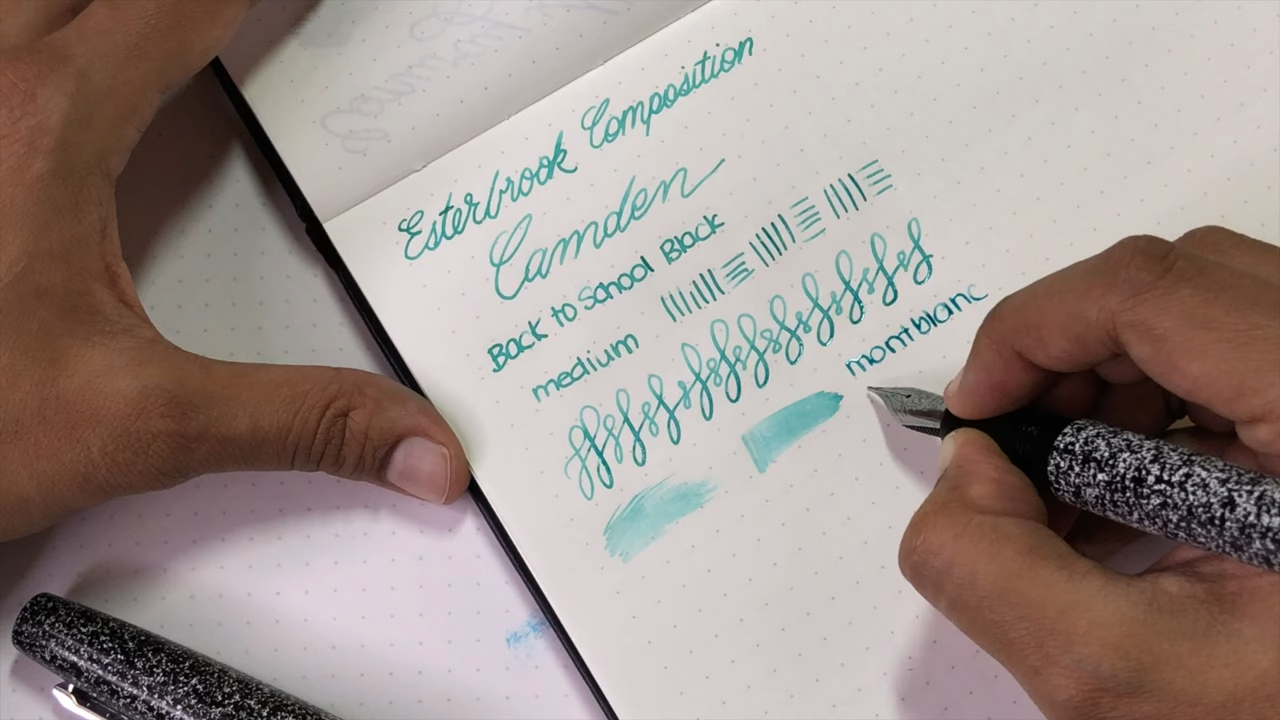 Esterbrook Composition
Camden
Back to School Black
medium
montblanc